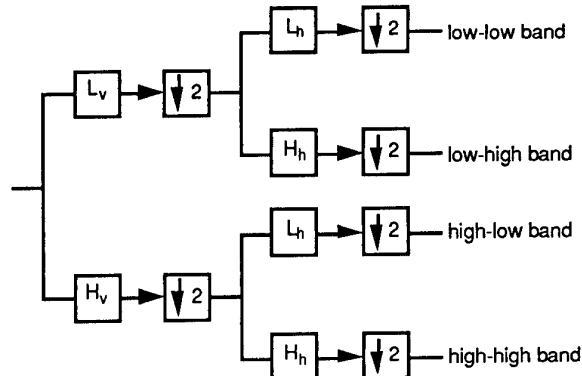 Lh ↓ 2 low-low band
Lv ↓ 2
Hh ↓ 2 low-high band
Lh ↓ 2 high-low band
Hv ↓ 2
Hh ↓ 2 high-high band